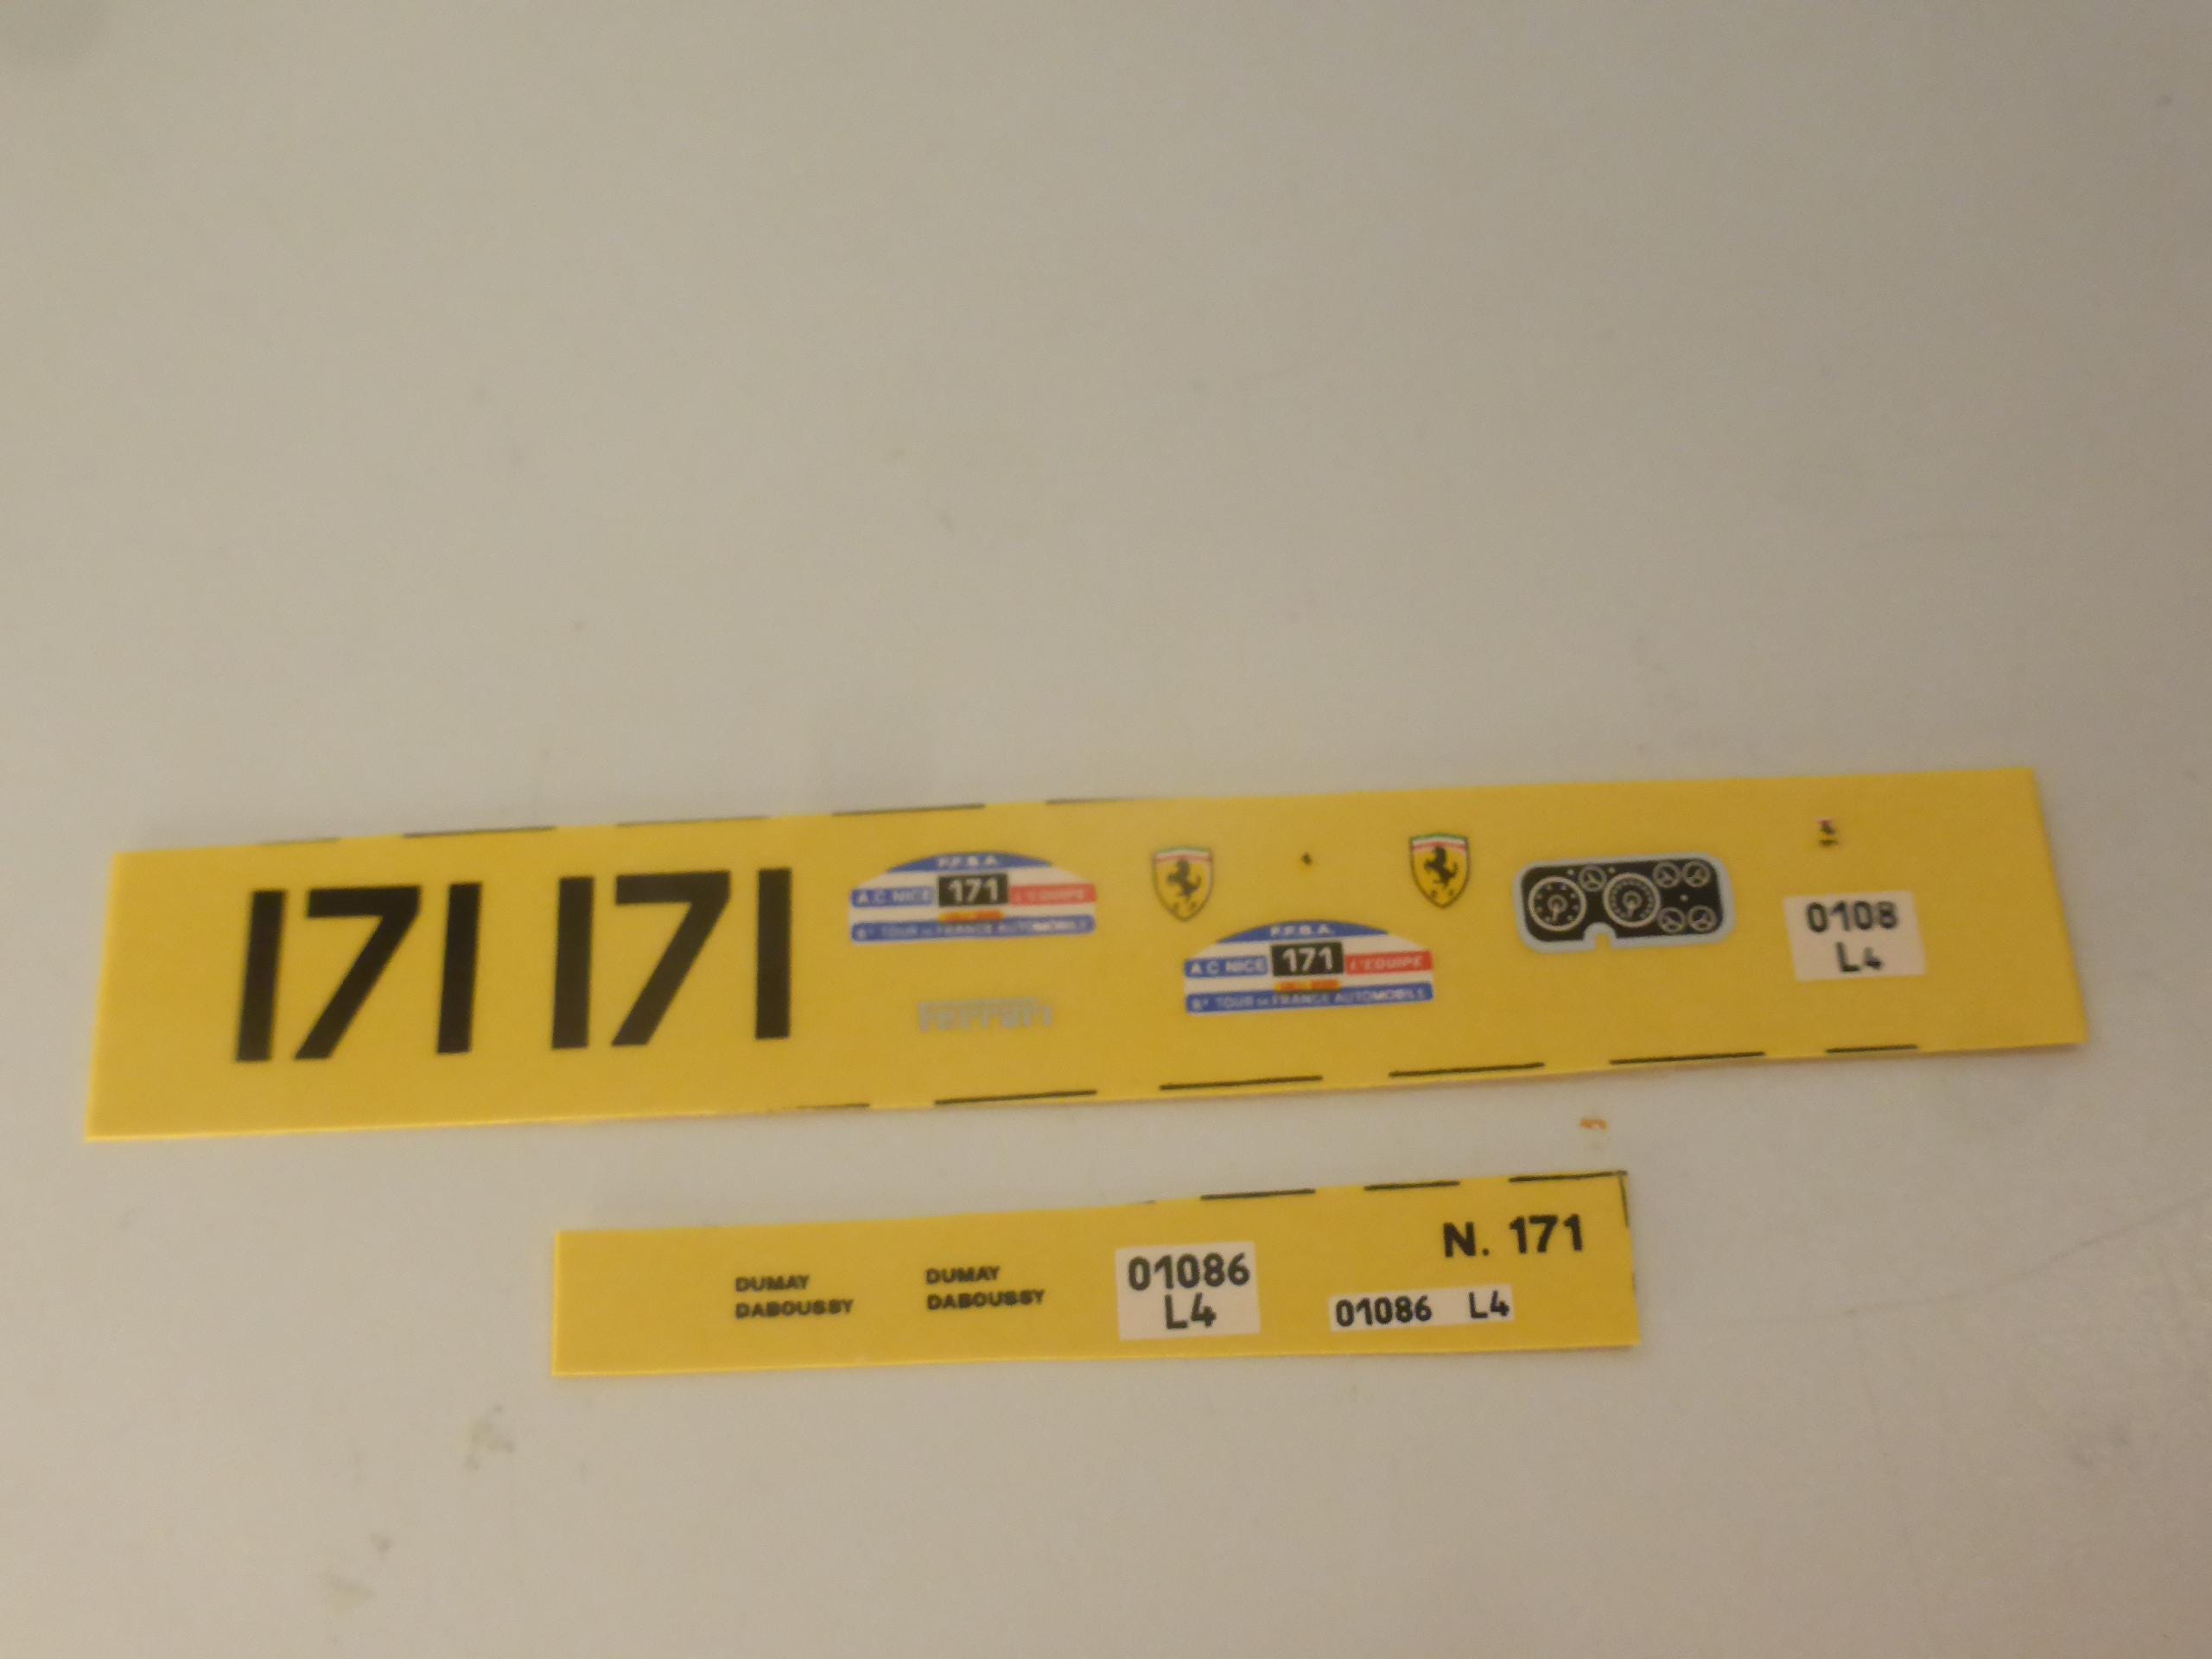 171 171
F.F.S.A.
A.C. NICE 171 L'EQUIPE
TOUR DE FRANCE AUTOMOBILE
Ferrari
F.F.S.A.
A.C. NICE 171 L'EQUIPE
TOUR DE FRANCE AUTOMOBILE
0108
L4
DUMAY
DABOUSSY
DUMAY
DABOUSSY
01086
L4
N. 171
01086 L4